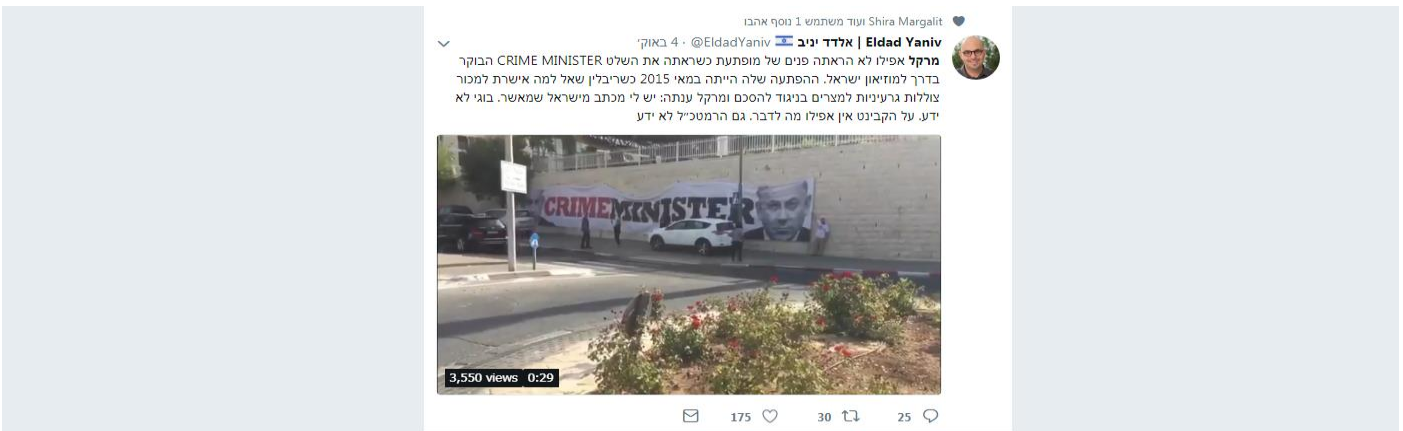 Shira Margalit ועוד משתמש 1 נוסף אהבו
Eldad Yaniv | אלדד יניב @EldadYaniv · 4 באוק׳
מרקל אפילו לא הראתה פנים של מופתעת כשראתה את השלט CRIME MINISTER הבוקר
בדרך למוזיאון ישראל. ההפתעה שלה הייתה במאי 2015 כשריבלין שאל למה אישרת למכור
צוללות גרעיניות למצרים בניגוד להסכם ומרקל ענתה: יש לי מכתב מישראל שמאשר. בוגי לא
ידע. על הקבינט אין אפילו מה לדבר. גם הרמטכ״ל לא ידע
CRIME MINISTER
3,550 views 0:29
25 30 175